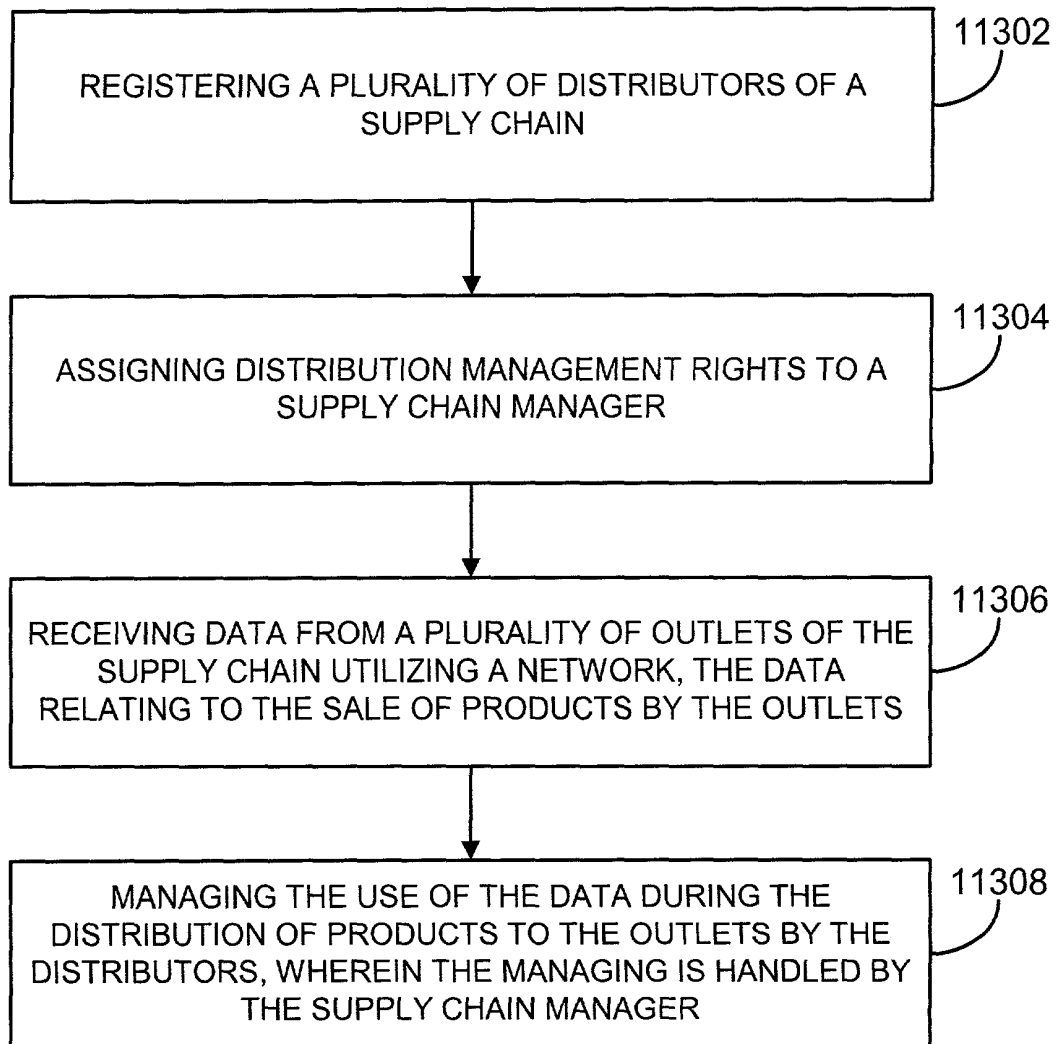 11302
REGISTERING A PLURALITY OF DISTRIBUTORS OF A
SUPPLY CHAIN
11304
ASSIGNING DISTRIBUTION MANAGEMENT RIGHTS TO A
SUPPLY CHAIN MANAGER
11306
RECEIVING DATA FROM A PLURALITY OF OUTLETS OF THE
SUPPLY CHAIN UTILIZING A NETWORK, THE DATA
RELATING TO THE SALE OF PRODUCTS BY THE OUTLETS
11308
MANAGING THE USE OF THE DATA DURING THE
DISTRIBUTION OF PRODUCTS TO THE OUTLETS BY THE
DISTRIBUTORS, WHEREIN THE MANAGING IS HANDLED BY
THE SUPPLY CHAIN MANAGER